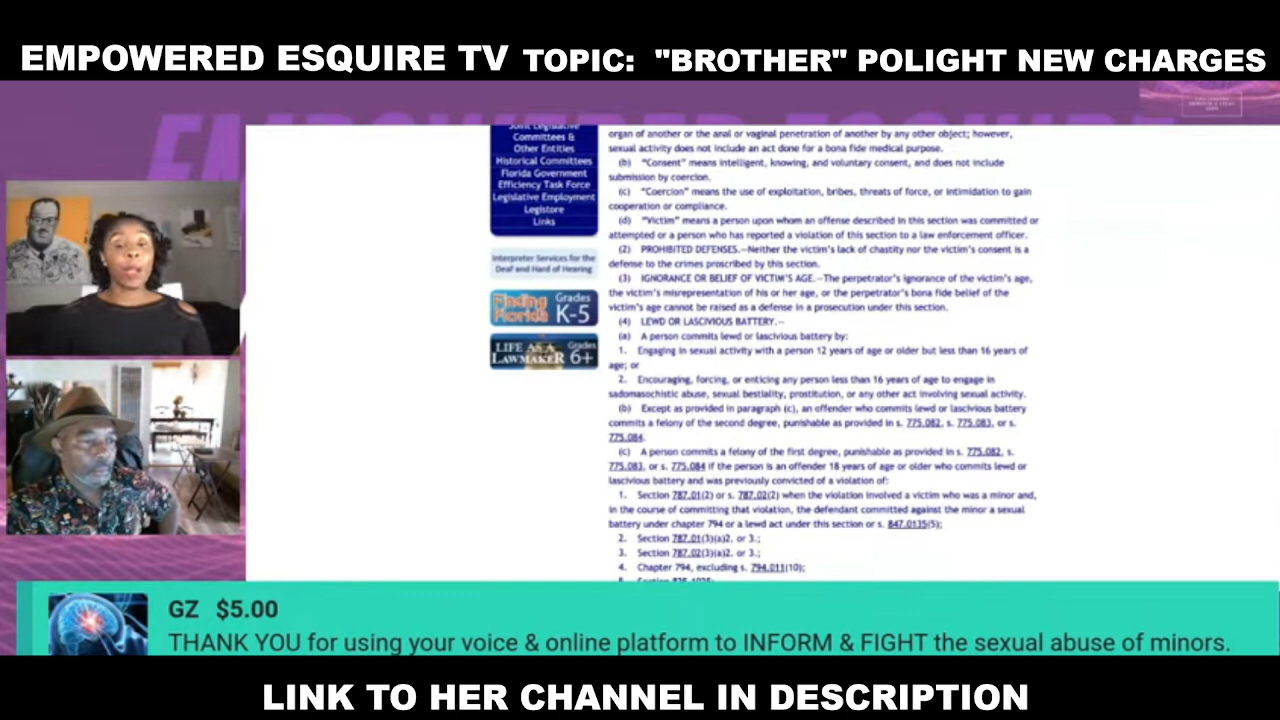 EMPOWERED ESQUIRE TV TOPIC: "BROTHER" POLIGHT NEW CHARGES
Joint Legislative
Committees &
Other Entities
Historical Committees
Florida Government
Efficiency Task Force
Legislative Employment
Legistore
Links
Interpreter Services for the
Deaf and Hard of Hearing
Finding
Florida
Grades
K-5
LIFE AS A
LAWMAKER
Grades
6+
organ of another or the anal or vaginal penetration of another by any other object; however,
sexual activity does not include an act done for a bona fide medical purpose.
(b) “Consent” means intelligent, knowing, and voluntary consent, and does not include
submission by coercion.
(c) “Coercion” means the use of exploitation, bribes, threats of force, or intimidation to gain
cooperation or compliance.
(d) “Victim” means a person upon whom an offense described in this section was committed or
attempted or a person who has reported a violation of this section to a law enforcement officer.
(2) PROHIBITED DEFENSES.—Neither the victim’s lack of chastity nor the victim’s consent is a
defense to the crimes proscribed by this section.
(3) IGNORANCE OR BELIEF OF VICTIM’S AGE.—The perpetrator’s ignorance of the victim’s age,
the victim’s misrepresentation of his or her age, or the perpetrator’s bona fide belief of the
victim’s age cannot be raised as a defense in a prosecution under this section.
(4) LEWD OR LASCIVIOUS BATTERY.—
(a) A person commits lewd or lascivious battery by:
1. Engaging in sexual activity with a person 12 years of age or older but less than 16 years of
age; or
2. Encouraging, forcing, or enticing any person less than 16 years of age to engage in
sadomasochistic abuse, sexual bestiality, prostitution, or any other act involving sexual activity.
(b) Except as provided in paragraph (c), an offender who commits lewd or lascivious battery
commits a felony of the second degree, punishable as provided in s. 775.082, s. 775.083, or s.
775.084.
(c) A person commits a felony of the first degree, punishable as provided in s. 775.082, s.
775.083, or s. 775.084 if the person is an offender 18 years of age or older who commits lewd or
lascivious battery and was previously convicted of a violation of:
1. Section 787.01(2) or s. 787.02(2) when the violation involved a victim who was a minor and,
in the course of committing that violation, the defendant committed against the minor a sexual
battery under chapter 794 or a lewd act under this section or s. 847.0135(5);
2. Section 787.01(3)(a)2. or 3.;
3. Section 787.02(3)(a)2. or 3.;
4. Chapter 794, excluding s. 794.011(10);
5. Section 825.1025;
GZ $5.00
THANK YOU for using your voice & online platform to INFORM & FIGHT the sexual abuse of minors.
LINK TO HER CHANNEL IN DESCRIPTION